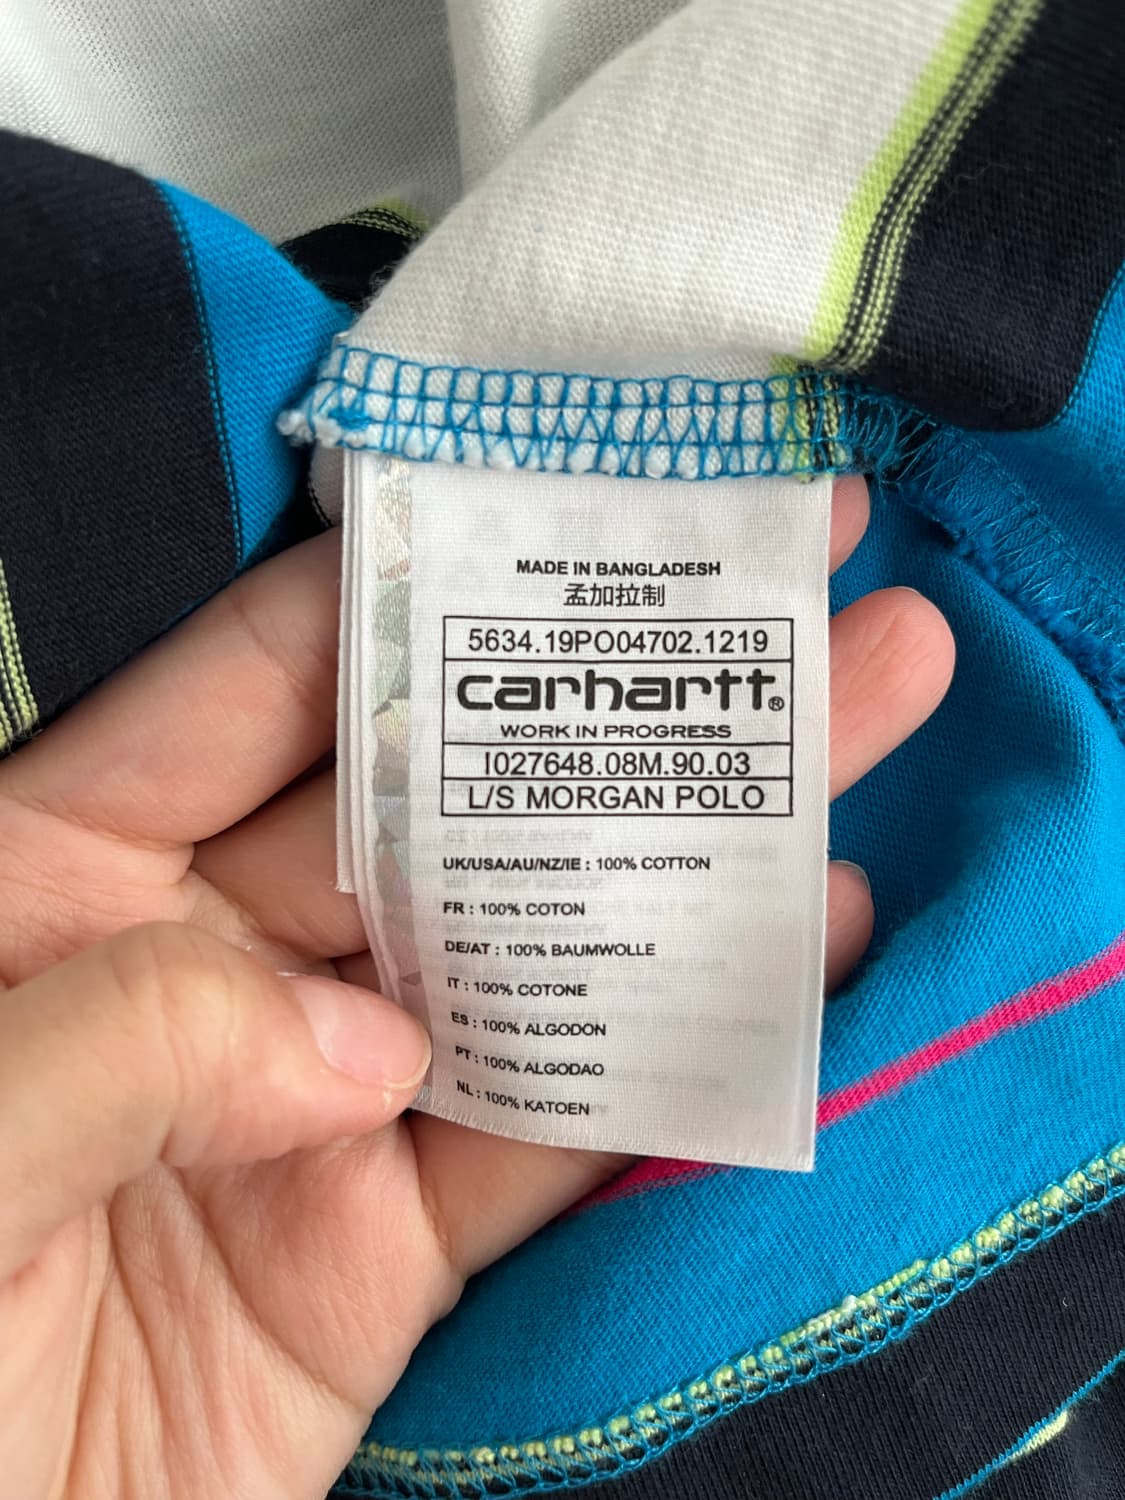 MADE IN BANGLADESH
孟加拉制
5634.19PO04702.1219
carhartt®
WORK IN PROGRESS
I027648.08M.90.03
L/S MORGAN POLO
UK/USA/AU/NZ/IE : 100% COTTON
FR : 100% COTON
DE/AT : 100% BAUMWOLLE
IT : 100% COTONE
ES : 100% ALGODON
PT : 100% ALGODAO
NL : 100% KATOEN